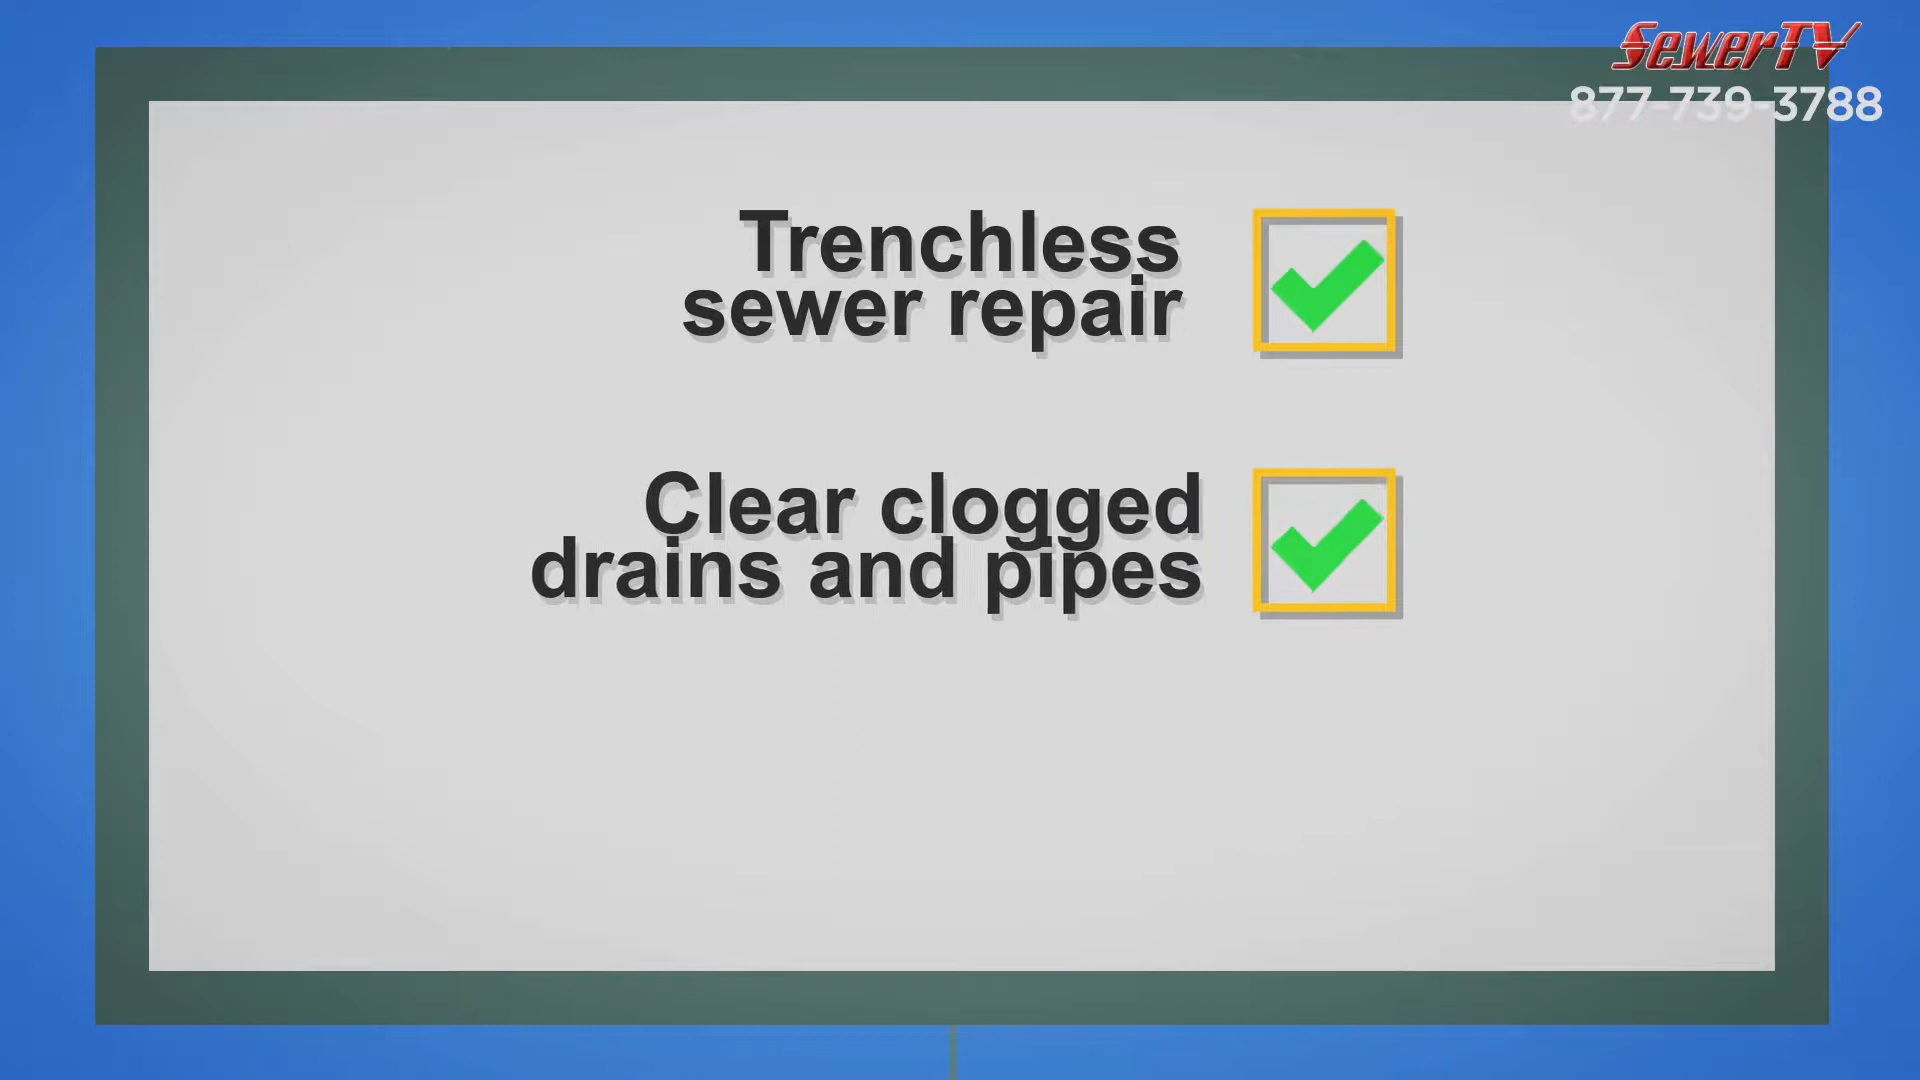 SewerTV
877-739-3788
Trenchless
sewer repair
Clear clogged
drains and pipes